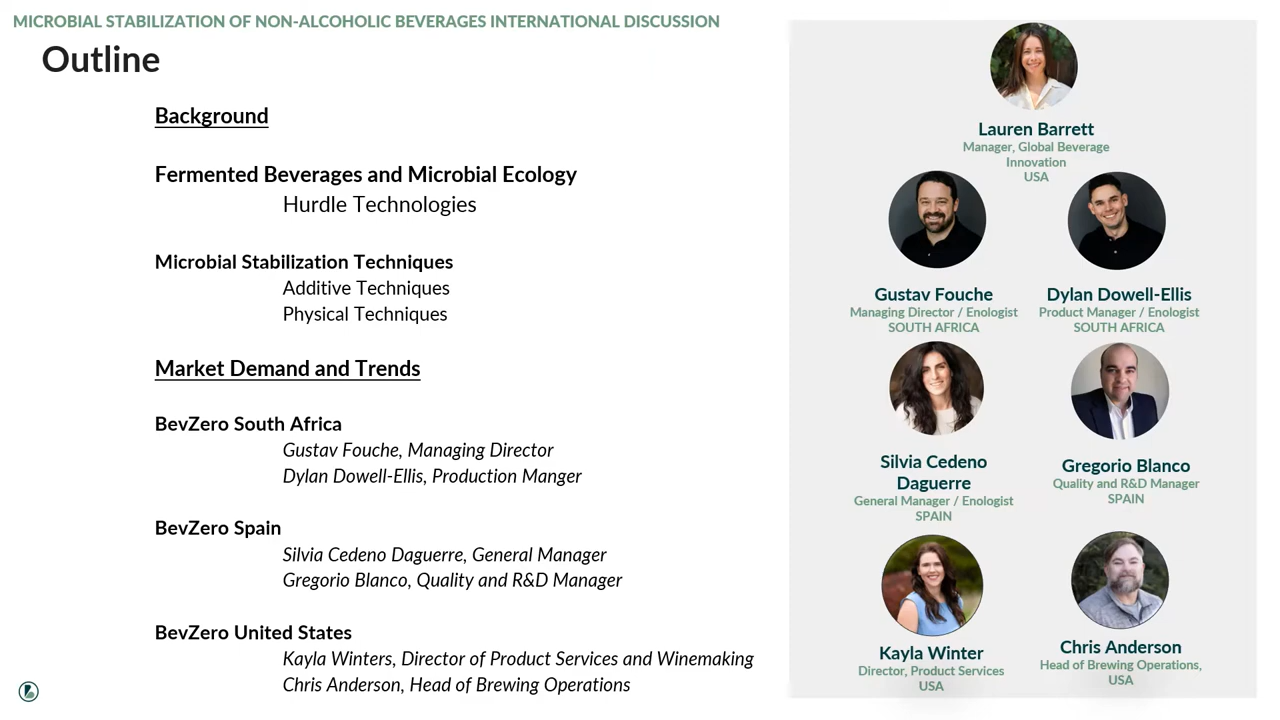 MICROBIAL STABILIZATION OF NON-ALCOHOLIC BEVERAGES INTERNATIONAL DISCUSSION
Outline
Background
Fermented Beverages and Microbial Ecology
Hurdle Technologies
Microbial Stabilization Techniques
Additive Techniques
Physical Techniques
Market Demand and Trends
BevZero South Africa
Gustav Fouche, Managing Director
Dylan Dowell-Ellis, Production Manger
BevZero Spain
Silvia Cedeno Daguerre, General Manager
Gregorio Blanco, Quality and R&D Manager
BevZero United States
Kayla Winters, Director of Product Services and Winemaking
Chris Anderson, Head of Brewing Operations
Lauren Barrett
Manager, Global Beverage
Innovation
USA
Gustav Fouche
Managing Director / Enologist
SOUTH AFRICA
Dylan Dowell-Ellis
Product Manager / Enologist
SOUTH AFRICA
Silvia Cedeno
Daguerre
General Manager / Enologist
SPAIN
Gregorio Blanco
Quality and R&D Manager
SPAIN
Kayla Winter
Director, Product Services
USA
Chris Anderson
Head of Brewing Operations,
USA